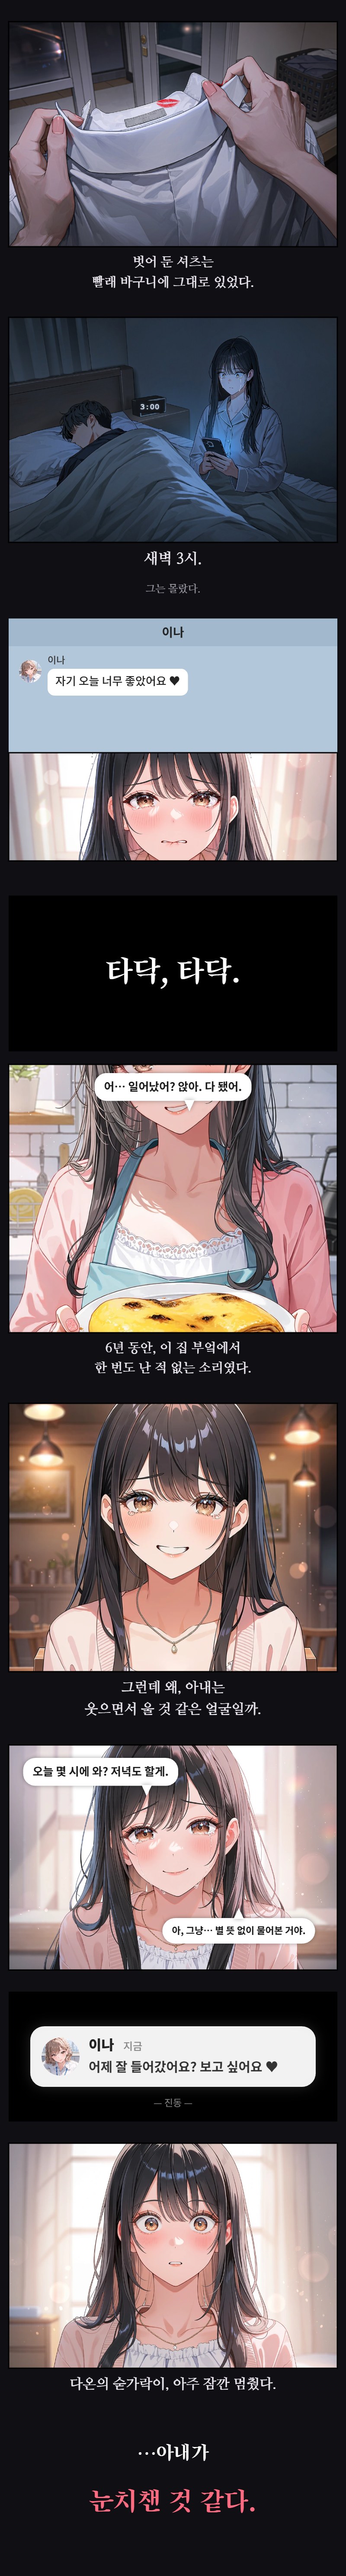 벗어 둔 셔츠는
빨래 바구니에 그대로 있었다.
3:00
새벽 3시.
그는 몰랐다.
이나
이나
자기 오늘 너무 좋았어요 ♥
타닥, 타닥.
어… 일어났어? 앉아. 다 됐어.
6년 동안, 이 집 부엌에서
한 번도 난 적 없는 소리였다.
그런데 왜, 아내는
웃으면서 울 것 같은 얼굴일까.
오늘 몇 시에 와? 저녁도 할게.
아, 그냥… 별 뜻 없이 물어본 거야.
이나 지금
어제 잘 들어갔어요? 보고 싶어요 ♥
— 진동 —
다온의 숟가락이, 아주 잠깐 멈췄다.
…아내가
눈치챈 것 같다.